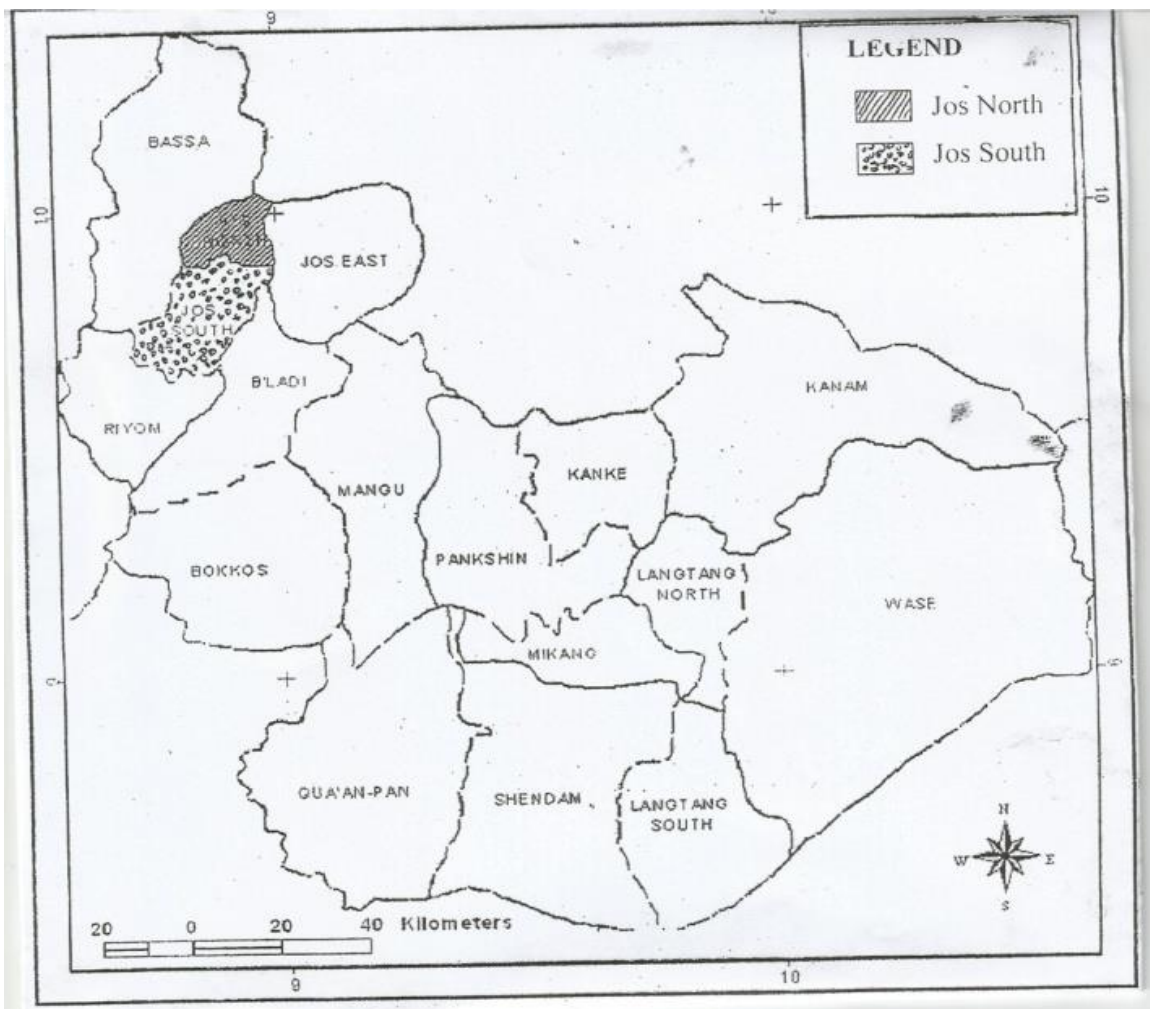 9
LEGEND
Jos North
Jos South
BASSA
10
10
JOS EAST
JOS
SOUTH
B'LADI
KANAM
RIYOM
KANKE
MANGU
PANKSHIN
BOKKOS
LANGTANG
NORTH
WASE
MIKANG
9
9
QUA'AN-PAN
SHENDAM
LANGTANG
SOUTH
N
W E
S
20 0 20 40 Kilometers
9
10